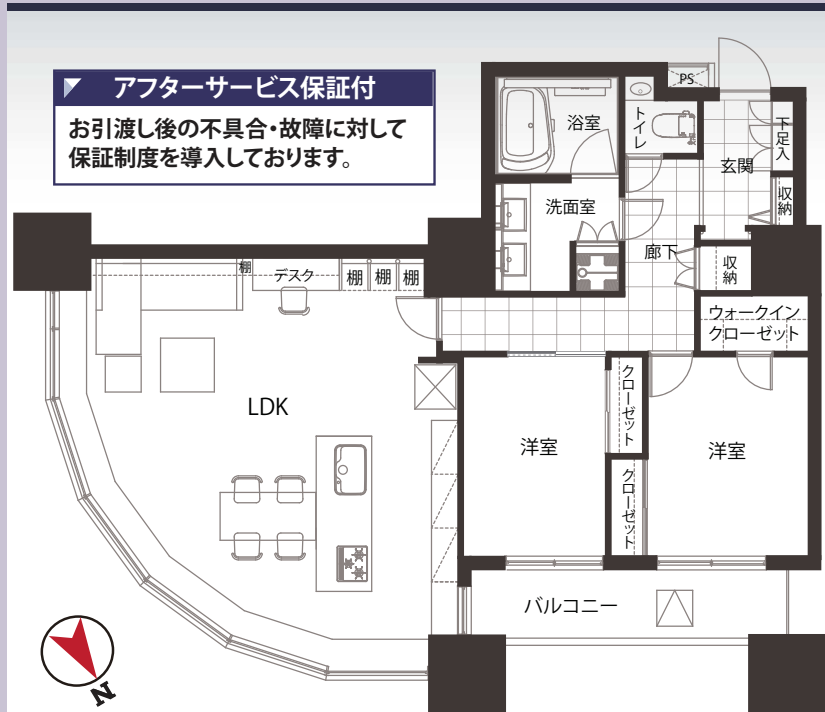 アフターサービス保証付
お引渡し後の不具合・故障に対して
保証制度を導入しております。
PS
浴室
トイレ
下足入
玄関
収納
洗面室
廊下
収納
棚
デスク
棚
棚
棚
ウォークイン
クローゼット
LDK
クローゼット
洋室
洋室
クローゼット
バルコニー
N